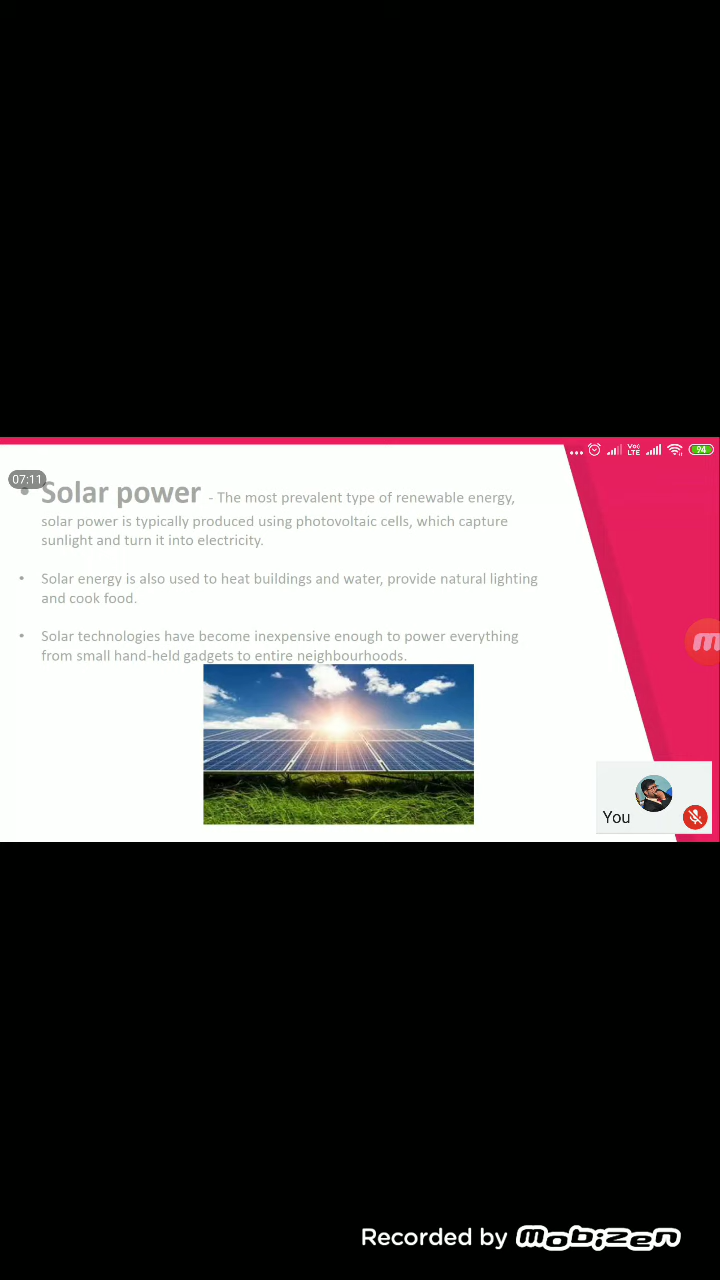 ... Voo LTE 94
07:11
• Solar power - The most prevalent type of renewable energy,
solar power is typically produced using photovoltaic cells, which capture
sunlight and turn it into electricity.
• Solar energy is also used to heat buildings and water, provide natural lighting
and cook food.
• Solar technologies have become inexpensive enough to power everything
from small hand-held gadgets to entire neighbourhoods.
You
Recorded by mobizen